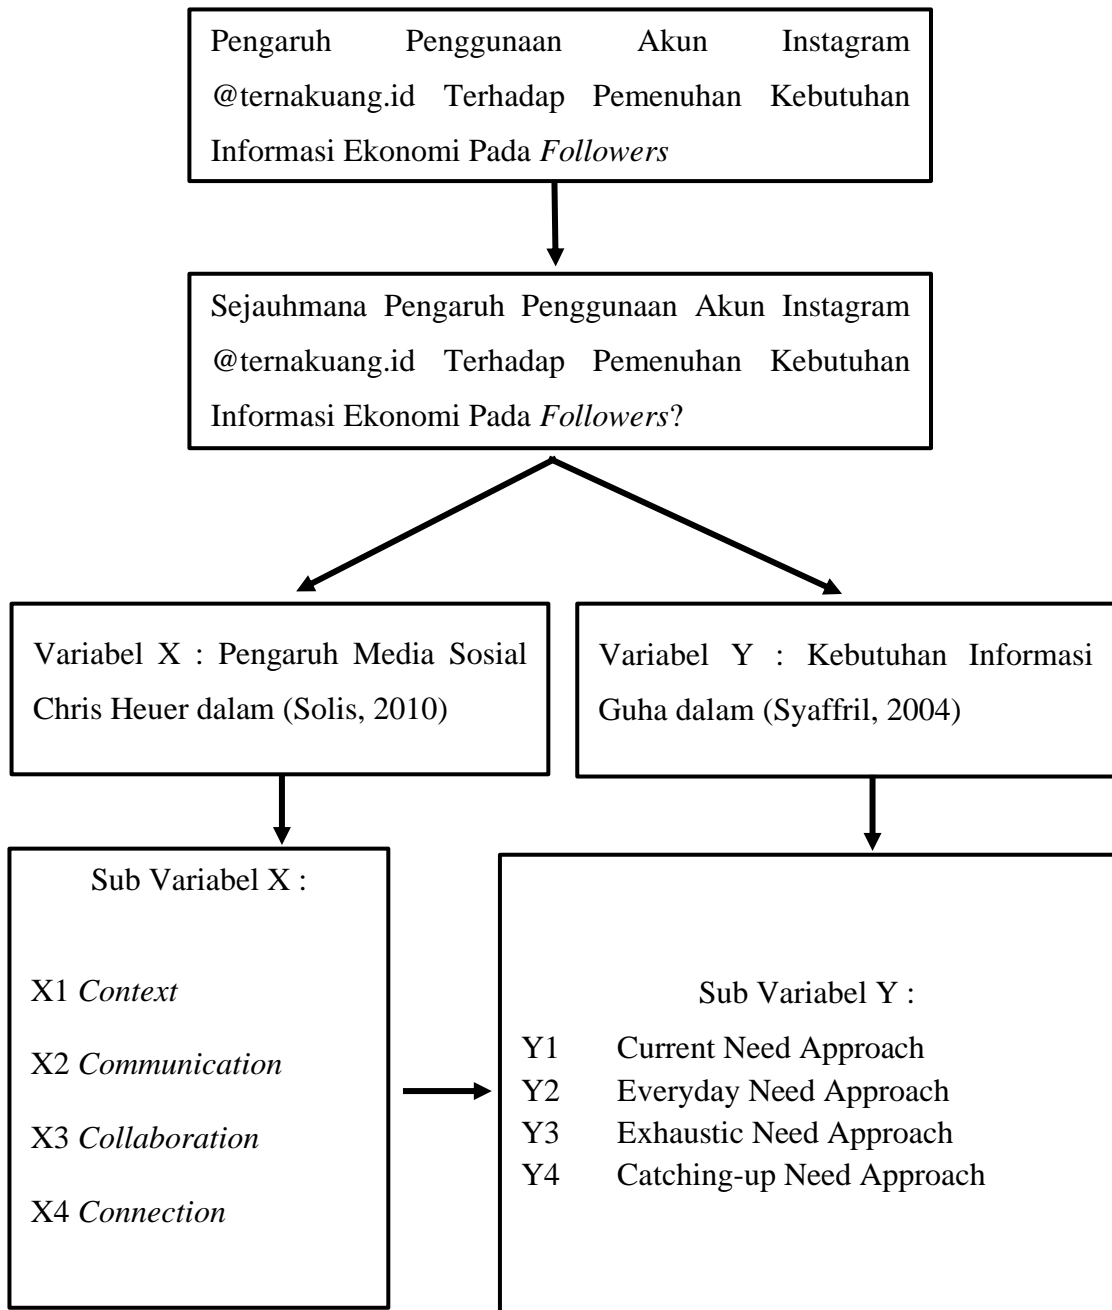 Pengaruh Penggunaan Akun Instagram
@ternakuang.id Terhadap Pemenuhan Kebutuhan
Informasi Ekonomi Pada Followers
Sejauhmana Pengaruh Penggunaan Akun Instagram
@ternakuang.id Terhadap Pemenuhan Kebutuhan
Informasi Ekonomi Pada Followers?
Variabel X : Pengaruh Media Sosial
Chris Heuer dalam (Solis, 2010)
Variabel Y : Kebutuhan Informasi
Guha dalam (Syaffril, 2004)
Sub Variabel X :
X1 Context
X2 Communication
X3 Collaboration
X4 Connection
Sub Variabel Y :
Y1 Current Need Approach
Y2 Everyday Need Approach
Y3 Exhaustic Need Approach
Y4 Catching-up Need Approach